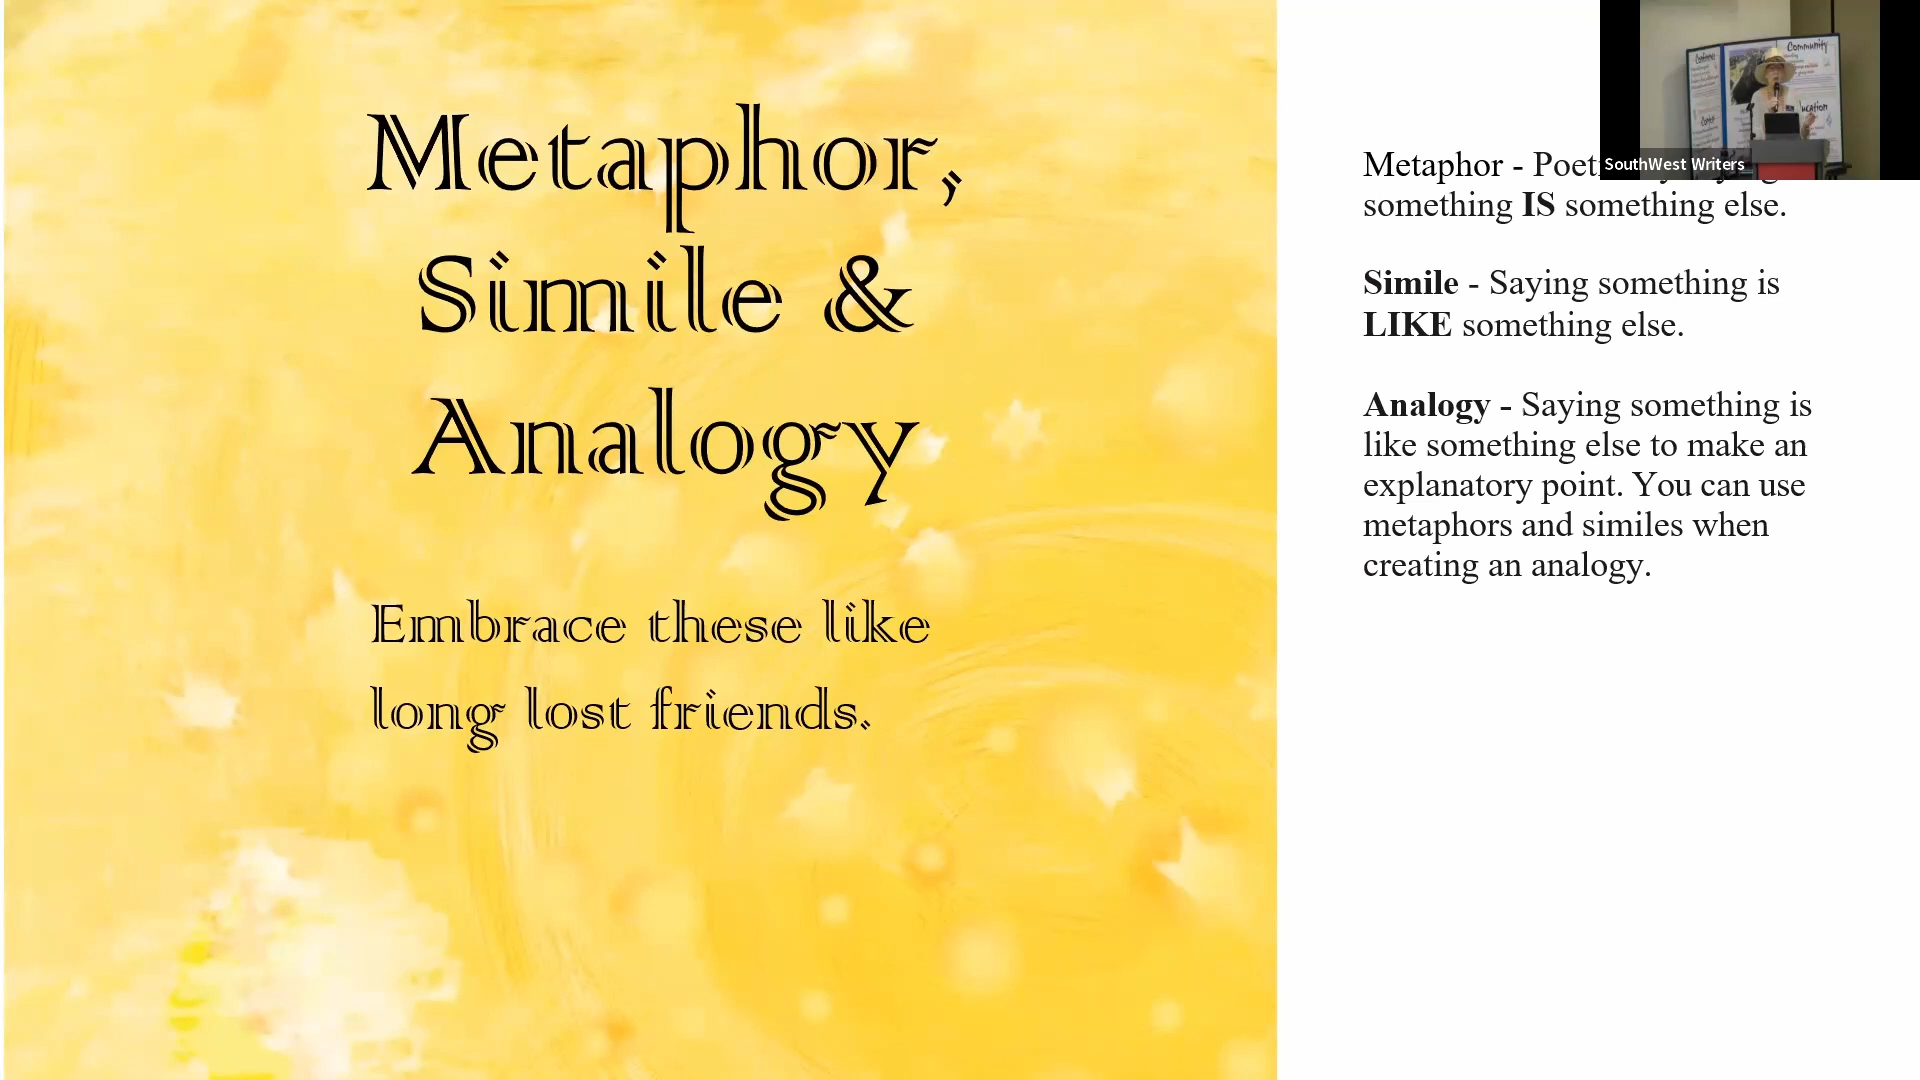 Metaphor,
Simile &
Analogy
Embrace these like
long lost friends.
Metaphor - 
something IS something else.
Simile - Saying something is
LIKE something else.
Analogy - Saying something is
like something else to make an
explanatory point. You can use
metaphors and similes when
creating an analogy.
Community
SouthWest Writers